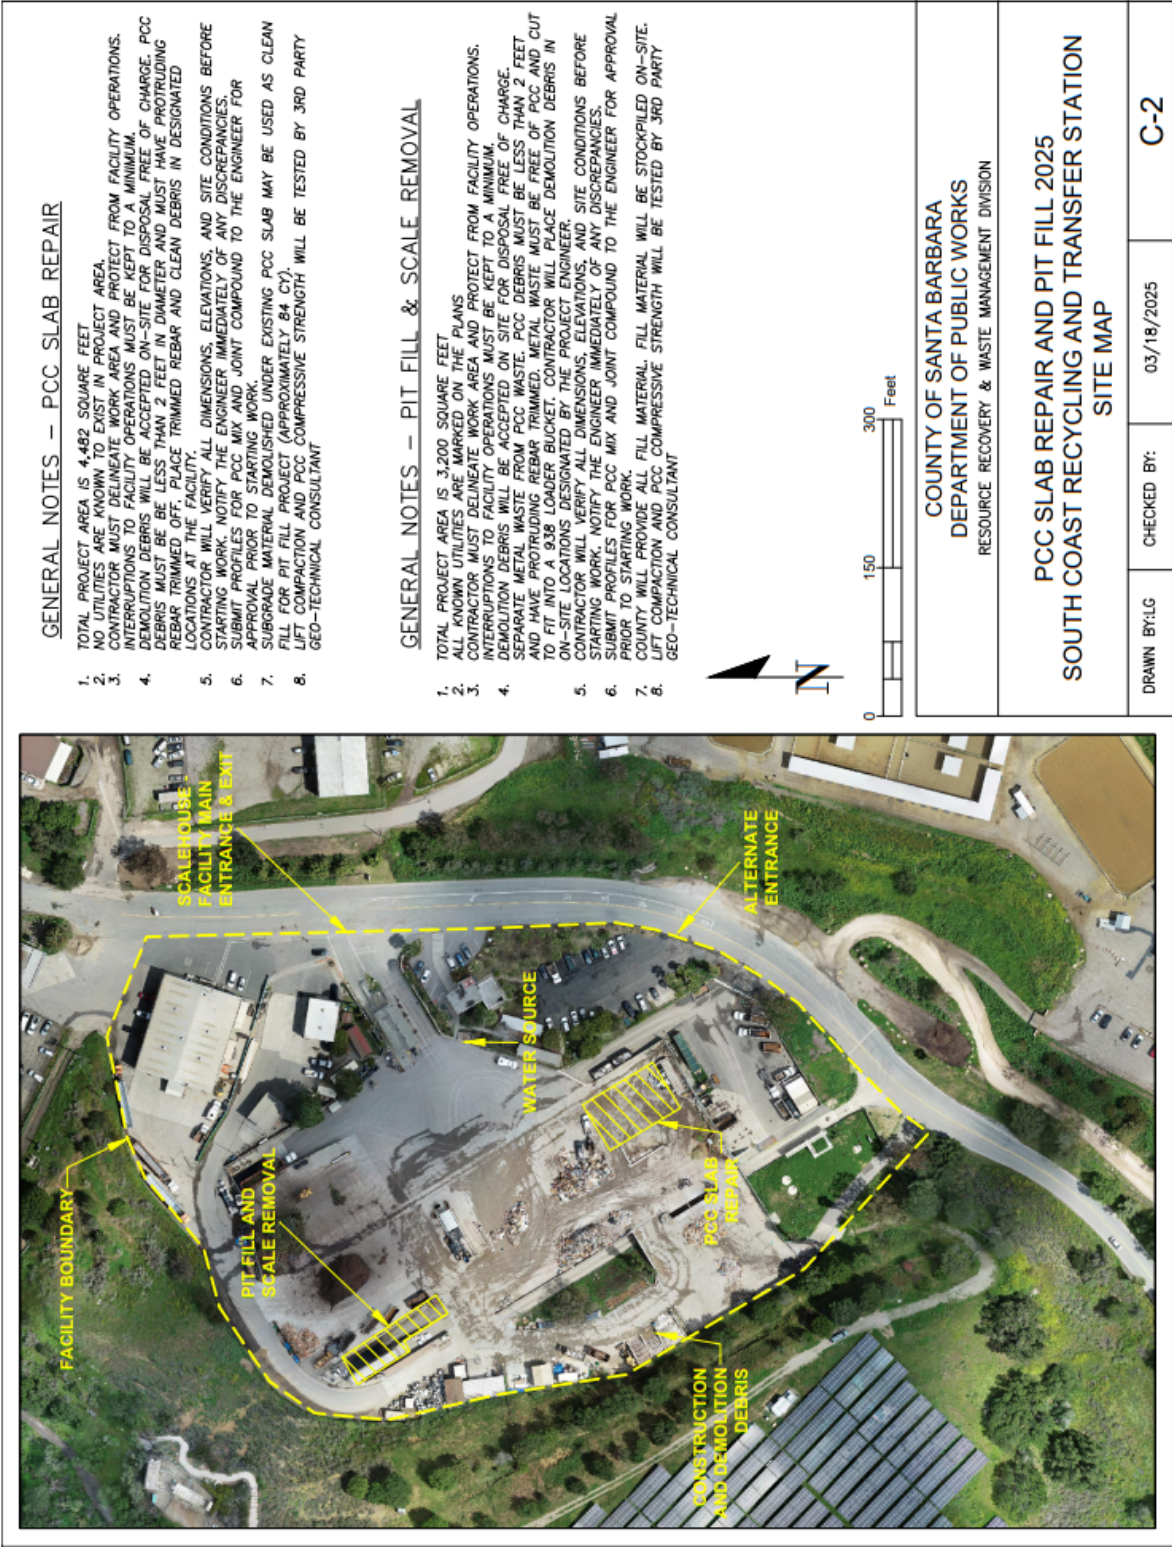 FACILITY BOUNDARY
SCALEHOUSE -
FACILITY MAIN
ENTRANCE & EXIT
PIT FILL AND
SCALE REMOVAL
WATER SOURCE
ALTERNATE
ENTRANCE
PCC SLAB
REPAIR
CONSTRUCTION
AND DEMOLITION
DEBRIS
GENERAL NOTES – PCC SLAB REPAIR
1. TOTAL PROJECT AREA IS 4,482 SQUARE FEET
2. NO UTILITIES ARE KNOWN TO EXIST IN PROJECT AREA.
3. CONTRACTOR MUST DELINEATE WORK AREA AND PROTECT FROM FACILITY OPERATIONS.
INTERRUPTIONS TO FACILITY OPERATIONS MUST BE KEPT TO A MINIMUM.
4. DEMOLITION DEBRIS WILL BE ACCEPTED ON-SITE FOR DISPOSAL FREE OF CHARGE. PCC
DEBRIS MUST BE BE LESS THAN 2 FEET IN DIAMETER AND MUST HAVE PROTRUDING
REBAR TRIMMED OFF. PLACE TRIMMED REBAR AND CLEAN DEBRIS IN DESIGNATED
LOCATIONS AT THE FACILITY.
5. CONTRACTOR WILL VERIFY ALL DIMENSIONS, ELEVATIONS, AND SITE CONDITIONS BEFORE
STARTING WORK. NOTIFY THE ENGINEER IMMEDIATELY OF ANY DISCREPANCIES.
6. SUBMIT PROFILES FOR PCC MIX AND JOINT COMPOUND TO THE ENGINEER FOR
APPROVAL PRIOR TO STARTING WORK.
7. SUBGRADE MATERIAL DEMOLISHED UNDER EXISTING PCC SLAB MAY BE USED AS CLEAN
FILL FOR PIT FILL PROJECT (APPROXIMATELY 84 CY).
8. LIFT COMPACTION AND PCC COMPRESSIVE STRENGTH WILL BE TESTED BY 3RD PARTY
GEO-TECHNICAL CONSULTANT
GENERAL NOTES – PIT FILL & SCALE REMOVAL
1. TOTAL PROJECT AREA IS 3,200 SQUARE FEET
2. ALL KNOWN UTILITIES ARE MARKED ON THE PLANS
3. CONTRACTOR MUST DELINEATE WORK AREA AND PROTECT FROM FACILITY OPERATIONS.
INTERRUPTIONS TO FACILITY OPERATIONS MUST BE KEPT TO A MINIMUM.
4. DEMOLITION DEBRIS WILL BE ACCEPTED ON SITE FOR DISPOSAL FREE OF CHARGE.
SEPARATE METAL WASTE FROM PCC WASTE. PCC DEBRIS MUST BE LESS THAN 2 FEET
AND HAVE PROTRUDING REBAR TRIMMED. METAL WASTE MUST BE FREE OF PCC AND CUT
TO FIT INTO A 938 LOADER BUCKET. CONTRACTOR WILL PLACE DEMOLITION DEBRIS IN
ON-SITE LOCATIONS DESIGNATED BY THE PROJECT ENGINEER.
5. CONTRACTOR WILL VERIFY ALL DIMENSIONS, ELEVATIONS, AND SITE CONDITIONS BEFORE
STARTING WORK. NOTIFY THE ENGINEER IMMEDIATELY OF ANY DISCREPANCIES.
6. SUBMIT PROFILES FOR PCC MIX AND JOINT COMPOUND TO THE ENGINEER FOR APPROVAL
PRIOR TO STARTING WORK.
7. COUNTY WILL PROVIDE ALL FILL MATERIAL. FILL MATERIAL WILL BE STOCKPILED ON-SITE.
8. LIFT COMPACTION AND PCC COMPRESSIVE STRENGTH WILL BE TESTED BY 3RD PARTY
GEO-TECHNICAL CONSULTANT
N
0 150 300
Feet
COUNTY OF SANTA BARBARA
DEPARTMENT OF PUBLIC WORKS
RESOURCE RECOVERY & WASTE MANAGEMENT DIVISION
PCC SLAB REPAIR AND PIT FILL 2025
SOUTH COAST RECYCLING AND TRANSFER STATION
SITE MAP
DRAWN BY:LG CHECKED BY: 03/18/2025 C-2